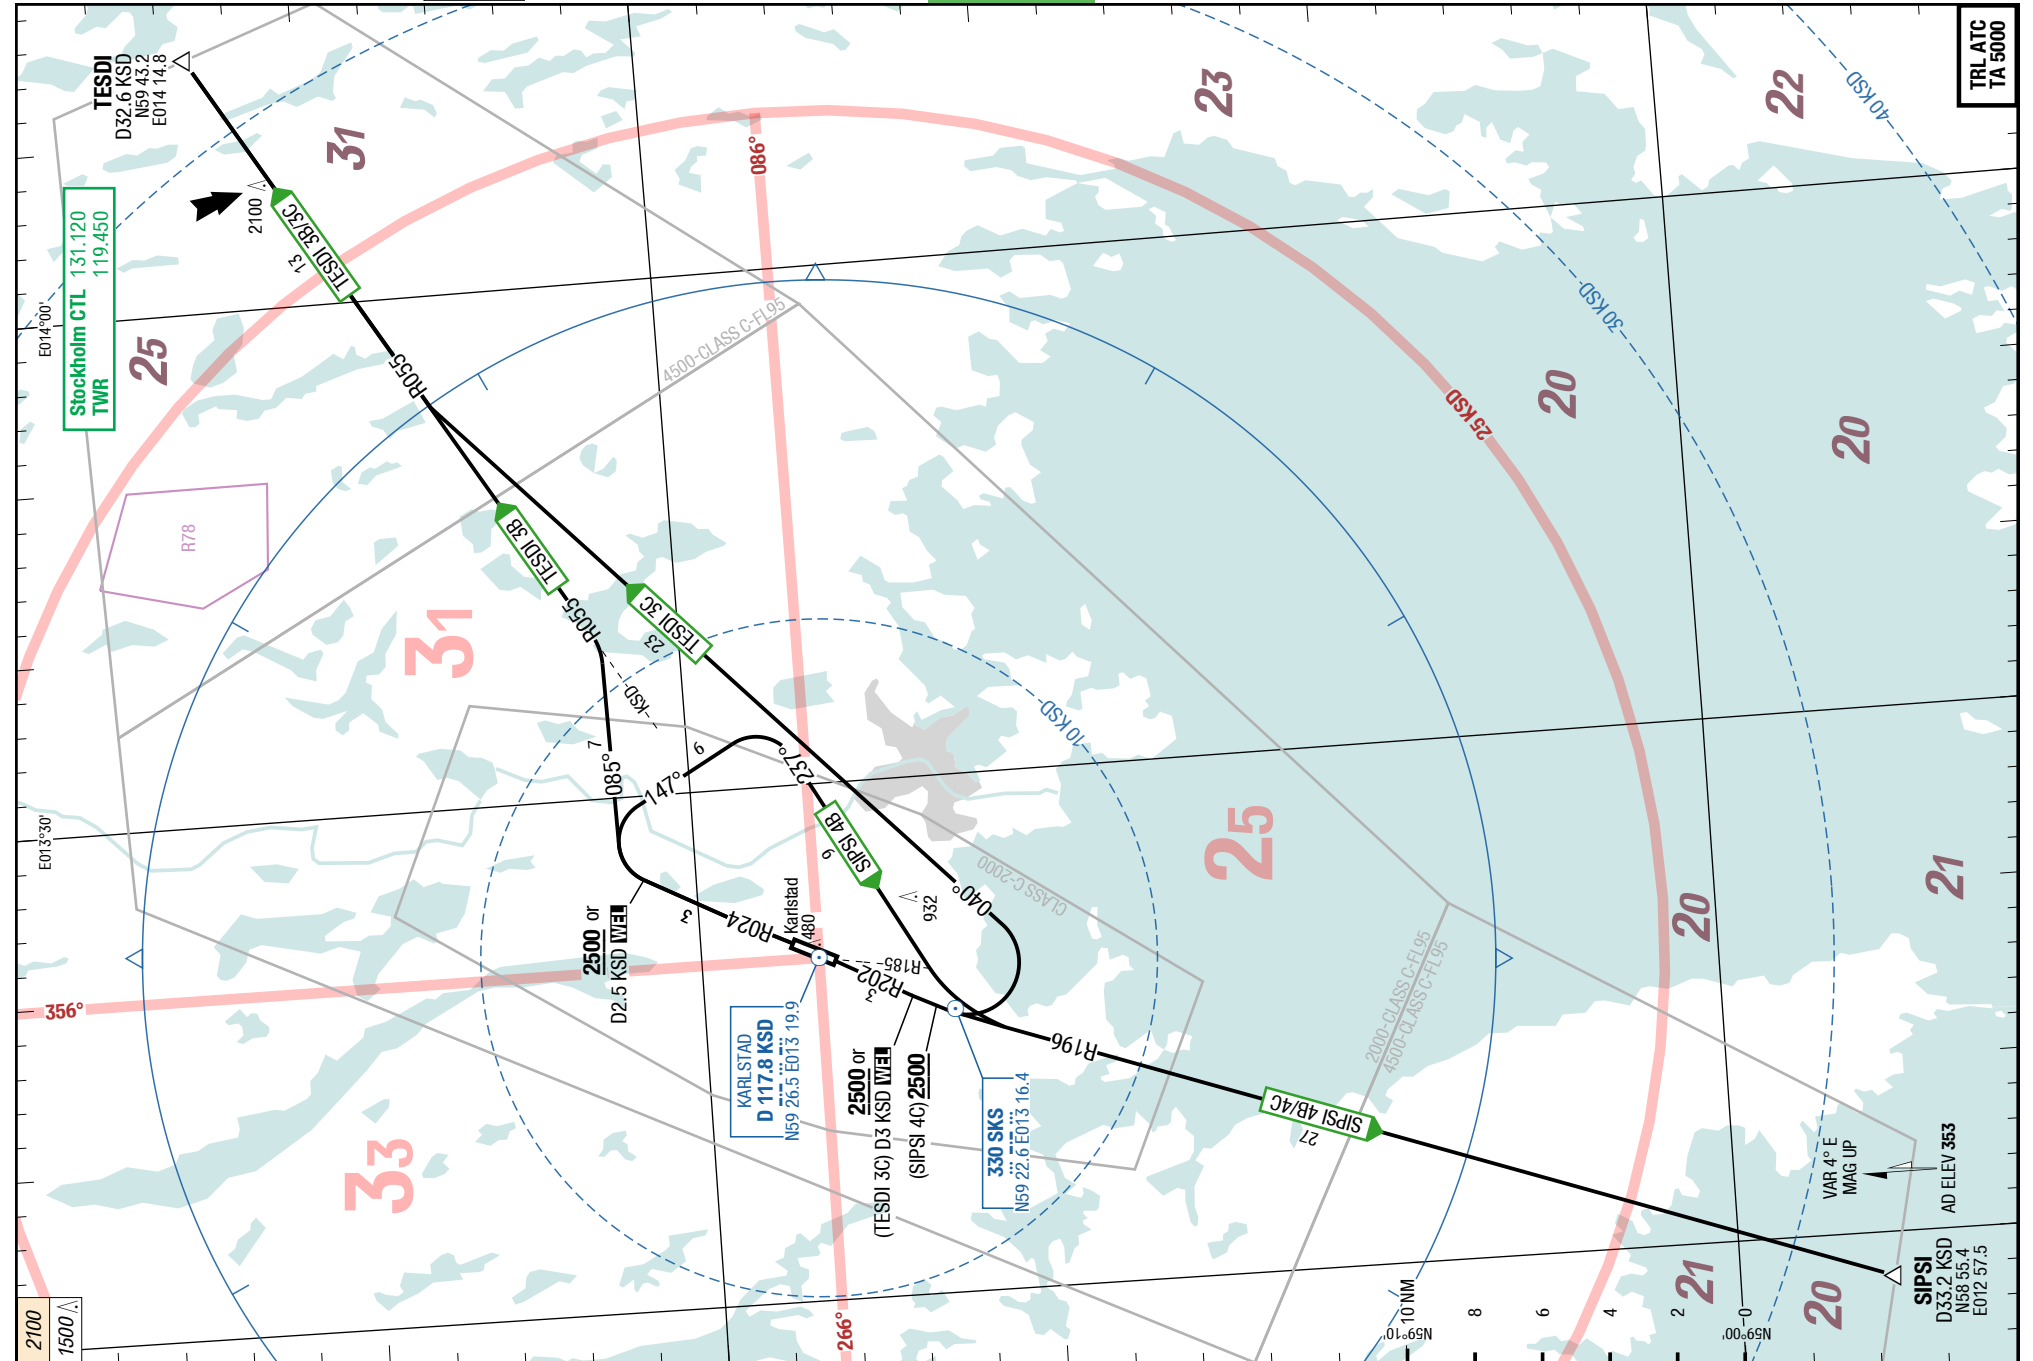 TESDI
D32.6 KSD
N59 43.2
E014 14.8
Stockholm CTL 131.120
TWR 119.450
TRL ATC
TA 5000
E014°00'
E013°30'
31
25
23
22
2100
TESDI 3B/3C
13
086°
40 KSD
30 KSD
R055
4500-CLASS C-FL95
R78
25 KSD
20
20
TESDI 3B
R055
KSD
TESDI 3C
23
31
10 KSD
085°
7
147°
6
237°
SIPSI 4B
9
932
040°
CLASS C-2000
25
21
20
2500 or
D2.5 KSD WEL
3
R024
Karlstad
480
R185
R202
3
356°
KARLSTAD
D 117.8 KSD
N59 26.5 E013 19.9
2500 or
(TESDI 3C) D3 KSD WEL
(SIPSI 4C) 2500
330 SKS
N59 22.6 E013 16.4
R196
2000-CLASS C-FL95
4500-CLASS C-FL95
SIPSI 4B/4C
27
33
266°
VAR 4° E
MAG UP
AD ELEV 353
SIPSI
D33.2 KSD
N58 55.4
E012 57.5
21
20
10 NM
8
6
4
2
0
N59°10'
N59°00'
2100
1500